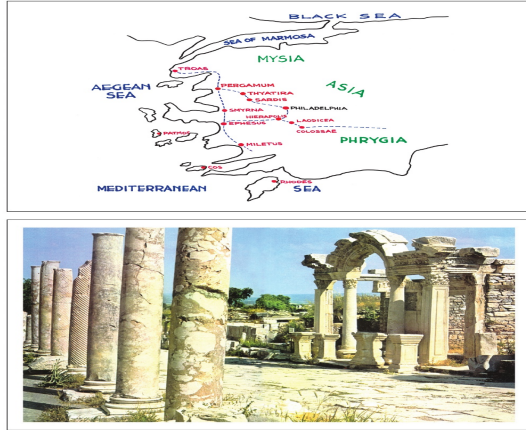 BLACK SEA
SEA OF MARMOSA
MYSIA
TROAS
AEGEAN
SEA
ASIA
PERGAMUM
THYATIRA
SARDIS
SMYRNA
PHILADELPHIA
HIERAPOLIS
EPHESUS
LAODICEA
COLOSSAE
PATMOS
PHRYGIA
MILETUS
COS
RHODES
MEDITERRANEAN SEA